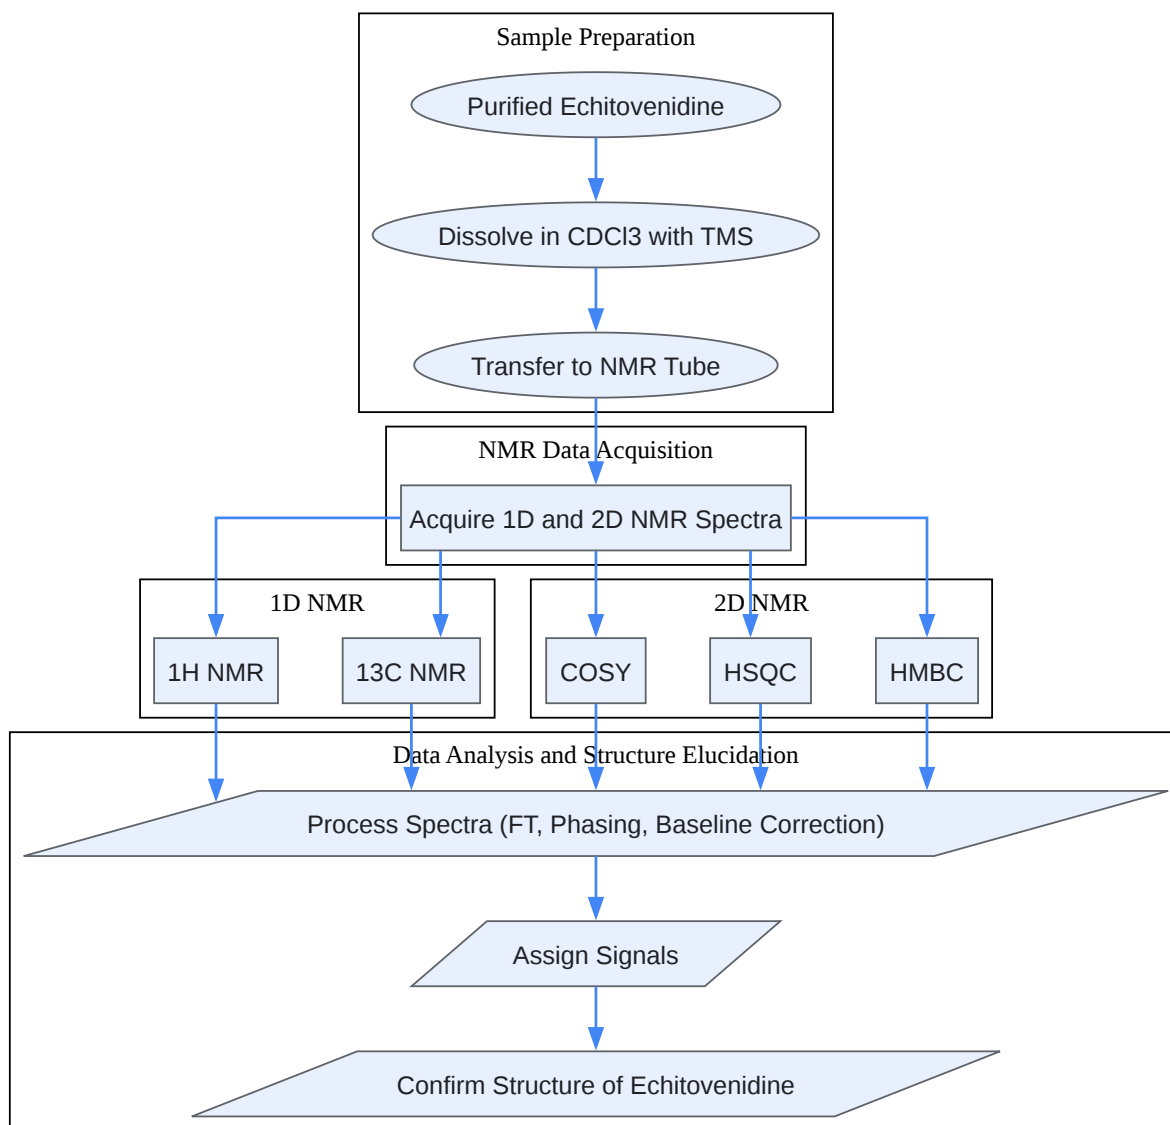 Sample Preparation
Purified Echitovenidine
Dissolve in CDCl3 with TMS
Transfer to NMR Tube
NMR Data Acquisition
Acquire 1D and 2D NMR Spectra
1D NMR
2D NMR
1H NMR
13C NMR
COSY
HSQC
HMBC
Data Analysis and Structure Elucidation
Process Spectra (FT, Phasing, Baseline Correction)
Assign Signals
Confirm Structure of Echitovenidine